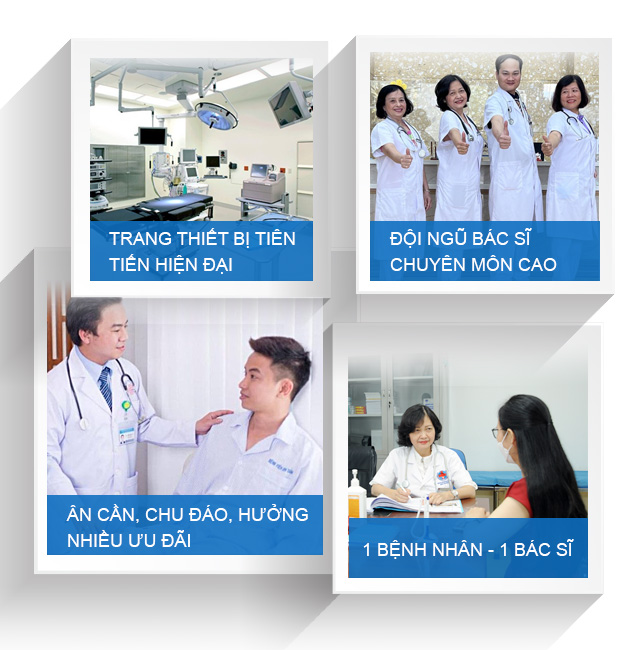 TRANG THIẾT BỊ TIÊN
TIẾN HIỆN ĐẠI
ĐỘI NGŨ BÁC SĨ
CHUYÊN MÔN CAO
ÂN CẦN, CHU ĐÁO, HƯỞNG
NHIỀU ƯU ĐÃI
1 BỆNH NHÂN - 1 BÁC SĨ